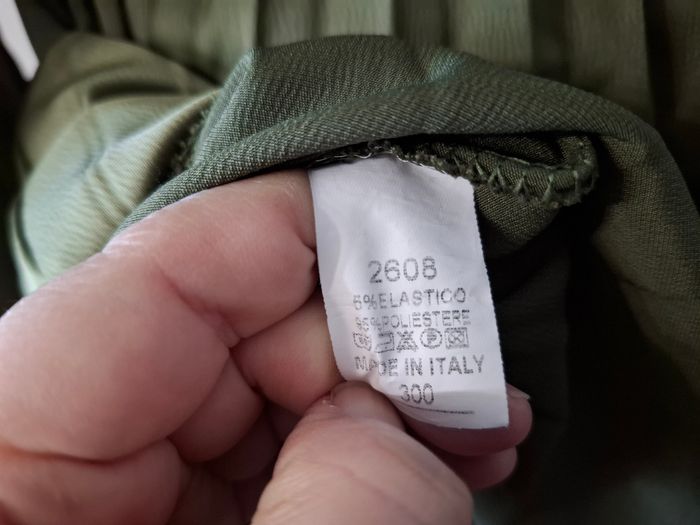 2608
5%ELASTICO
95%POLIESTERE
MADE IN ITALY
300